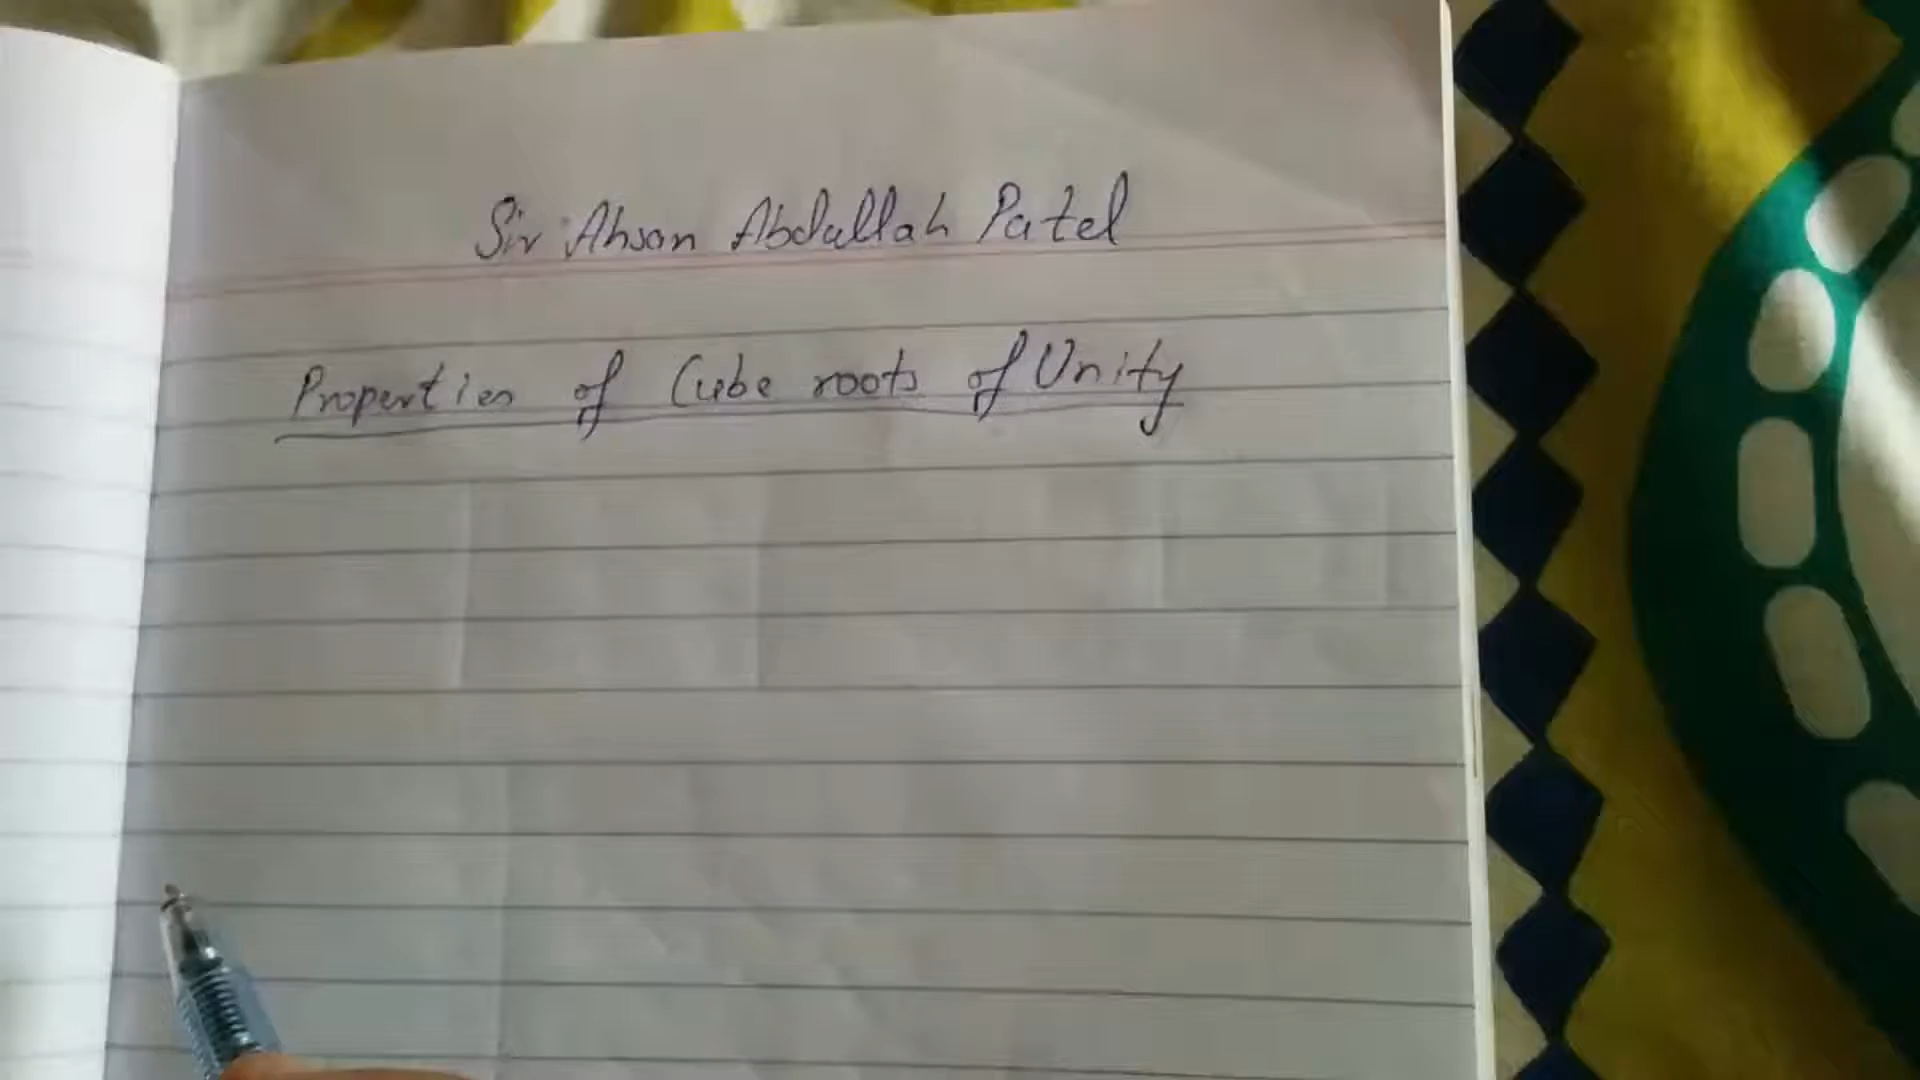 Sir Ahsan Abdullah Patel
Properties of Cube roots of Unity